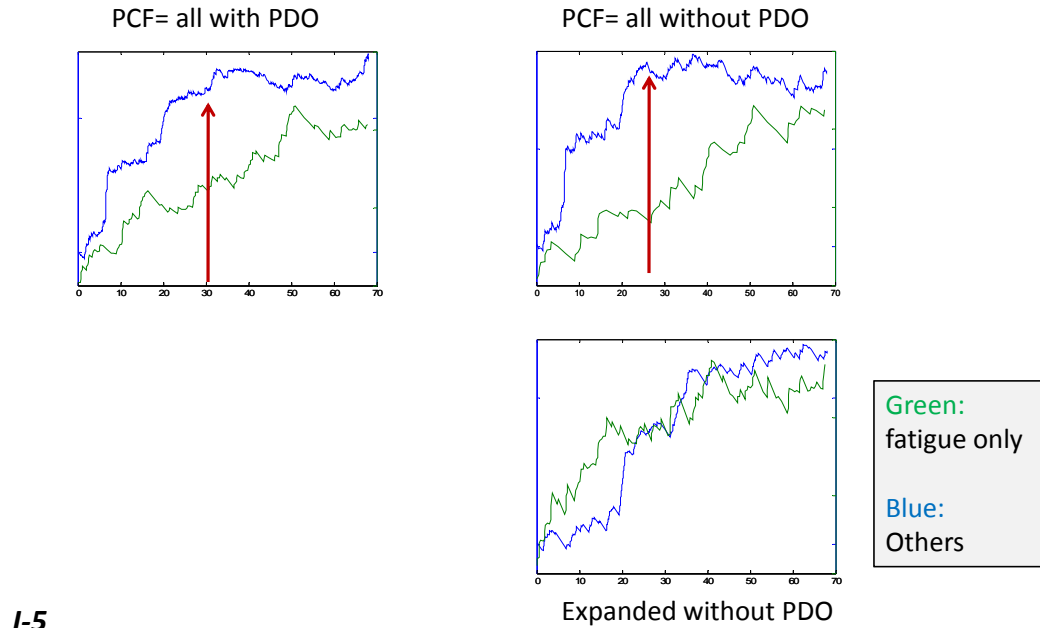 PCF= all with PDO
PCF= all without PDO
0 10 20 30 40 50 60 70
0 10 20 30 40 50 60 70
0 10 20 30 40 50 60 70
Green:
fatigue only
Blue:
Others
Expanded without PDO
I-5